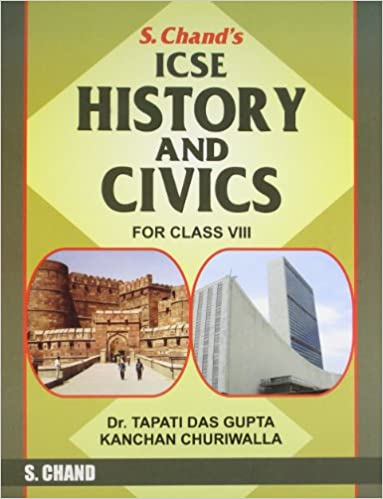 S. Chand's
ICSE
HISTORY
AND
CIVICS
FOR CLASS VIII
Dr. TAPATI DAS GUPTA
KANCHAN CHURIWALLA
S. CHAND